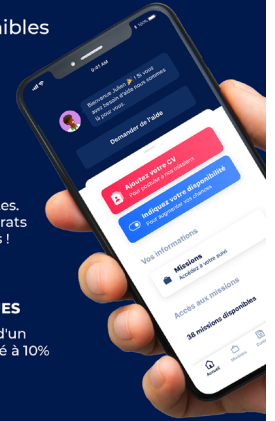 nibles
9:41 AM
Bienvenue Julien 🎉 ! Si vous
avez besoin d'aide nous sommes
là pour vous.
Demander de l'aide
Ajoutez votre CV
Pour postuler à nos missions
Indiquez votre disponibilité
Pour augmenter vos chances
Vos informations
Missions
Accédez à votre suivi
Accès aux missions
38 missions disponibles
Accueil
Missions
es.
rats
s !
ES
d'un
é à 10%